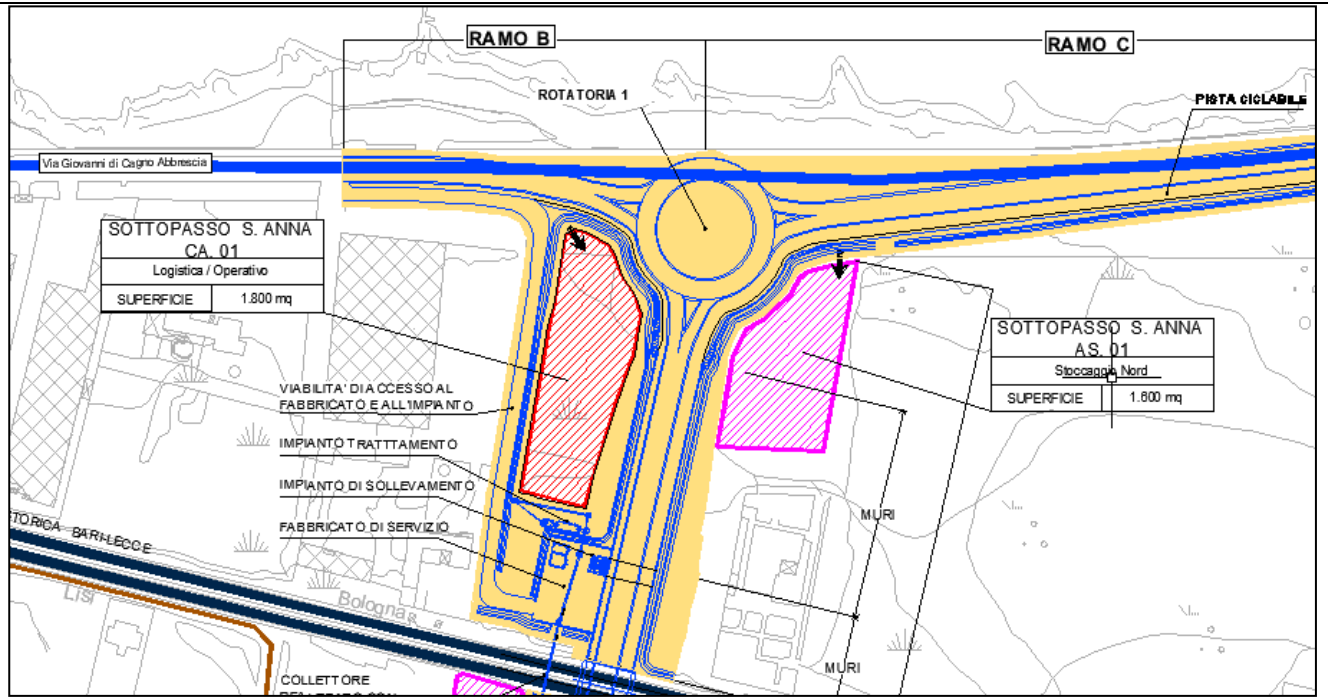 RAMO B
RAMO C
ROTATORIA 1
PISTA CICLABILE
Via Giovanni di Cagno Abbrescia
SOTTOPASSO S. ANNA
CA. 01
Logistica / Operativo
SUPERFICIE 1.800 mq
SOTTOPASSO S. ANNA
AS. 01
Stoccaggio Nord
SUPERFICIE 1.600 mq
VIABILITA' DI ACCESSO AL
FABBRICATO E ALL'IMPIANTO
IMPIANTO TRATTTAMENTO
IMPIANTO DI SOLLEVAMENTO
FABBRICATO DI SERVIZIO
MURI
TORICA BARI-LECCE
Lisi
Bologna
MURI
COLLETTORE